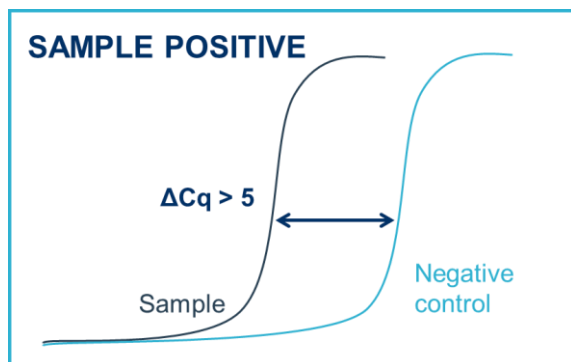 SAMPLE POSITIVE
ΔCq > 5
Sample
Negative
control